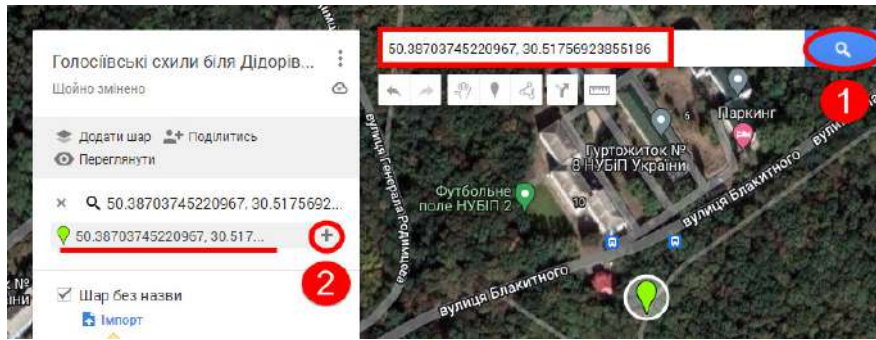 Голосіївські схили біля Дідорів...
Щойно змінено
Додати шар
Поділитись
Переглянути
50.38703745220967, 30.5175692...
50.38703745220967, 30.517...
2
Шар без назви
Імпорт
50.38703745220967, 30.51756923855186
1
Паркинг
6
Гуртожиток №
8 НУБІП України
Футбольне
поле НУБІП 2
10
вулиця Генерала Родимцева
вулиця Блакитного
вулиця Блакитного